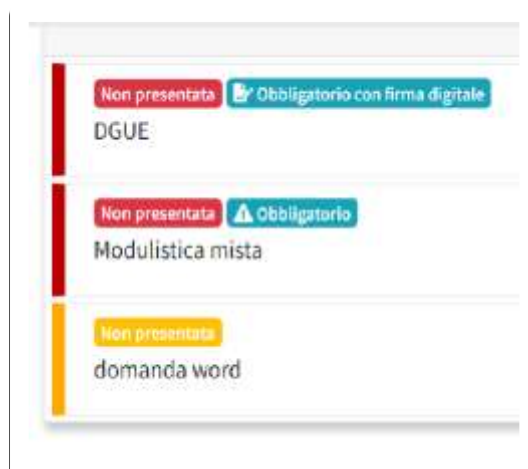 Non presentata Obbligatorio con firma digitale
DGUE
Non presentata Obbligatorio
Modulistica mista
Non presentata
domanda word